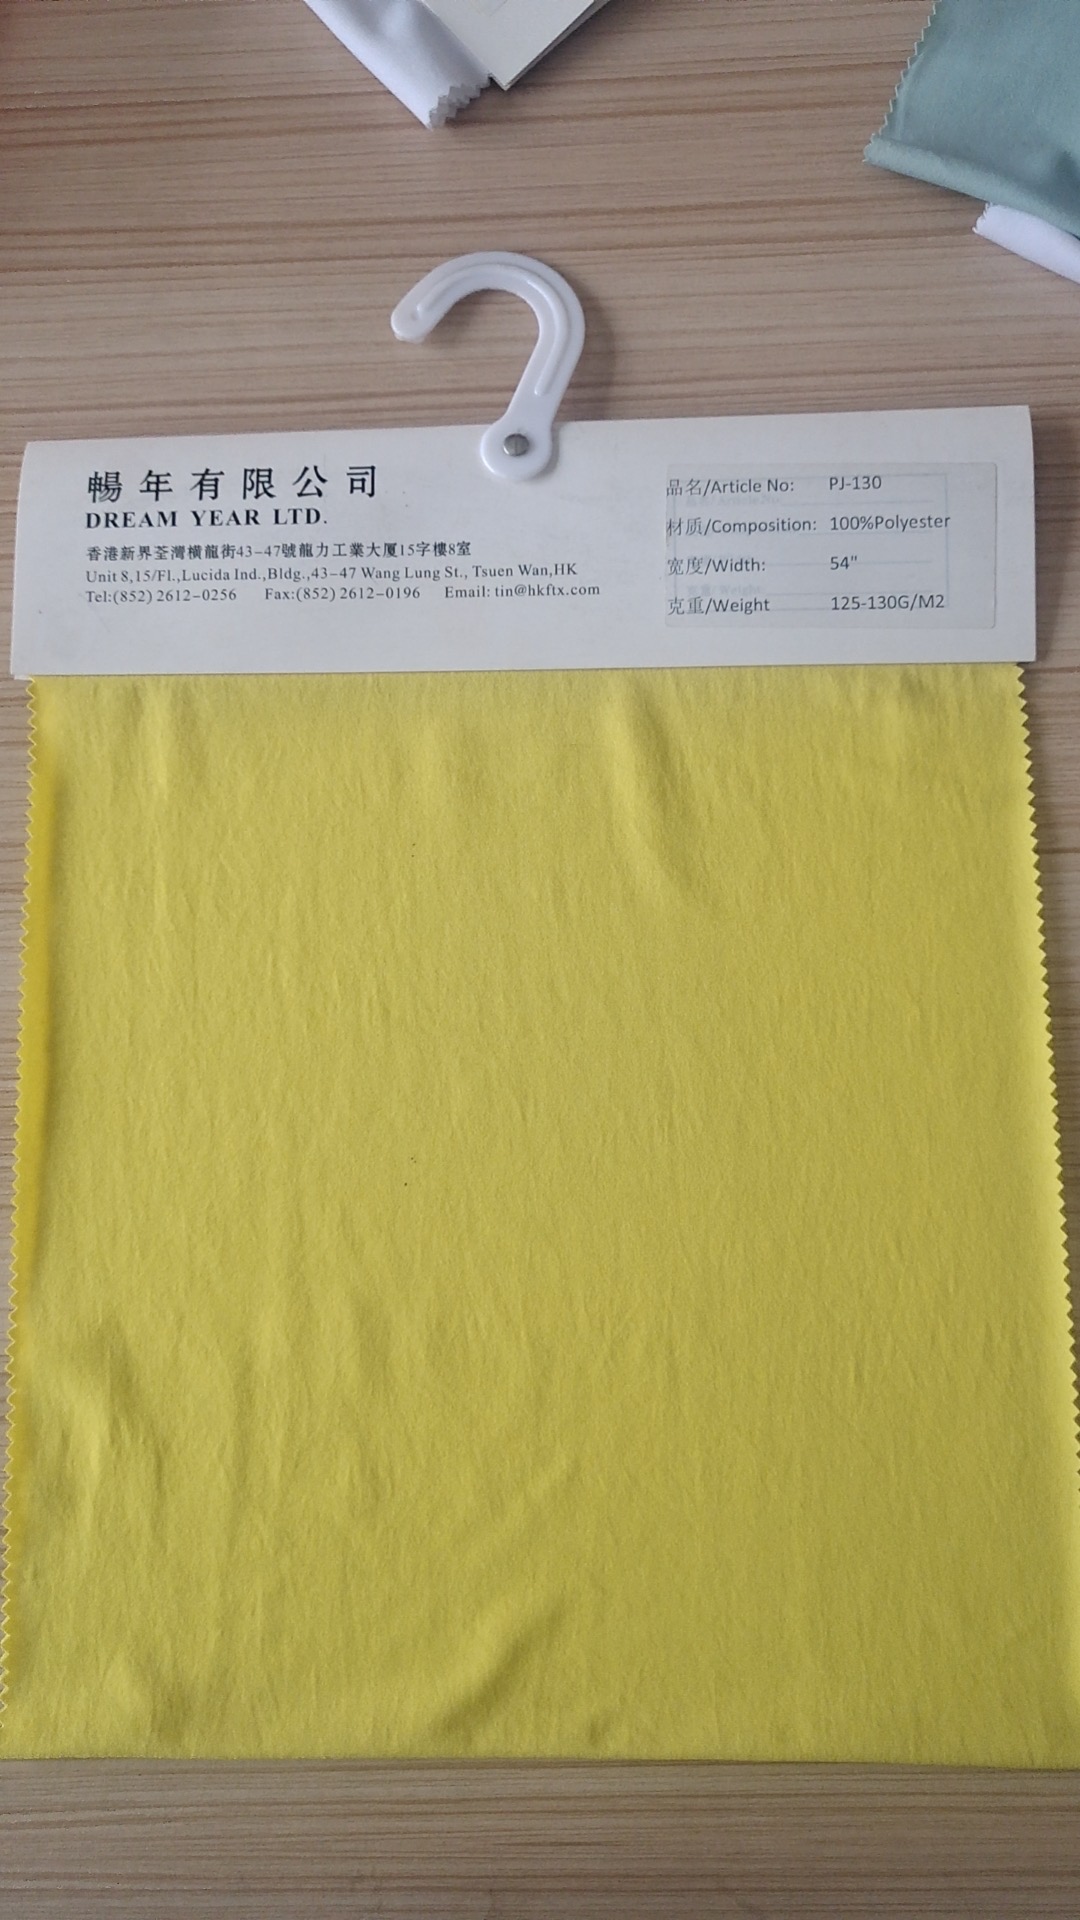 暢年有限公司
DREAM YEAR LTD.
香港新界荃灣横龍街43-47號龍力工業大厦15字樓8室
Unit 8,15/Fl.,Lucida Ind.,Bldg.,43-47 Wang Lung St., Tsuen Wan,HK
Tel:(852) 2612-0256 Fax:(852) 2612-0196 Email: tin@hkftx.com
品名/Article No: PJ-130
材质/Composition: 100%Polyester
宽度/Width: 54"
克重/Weight 125-130G/M2